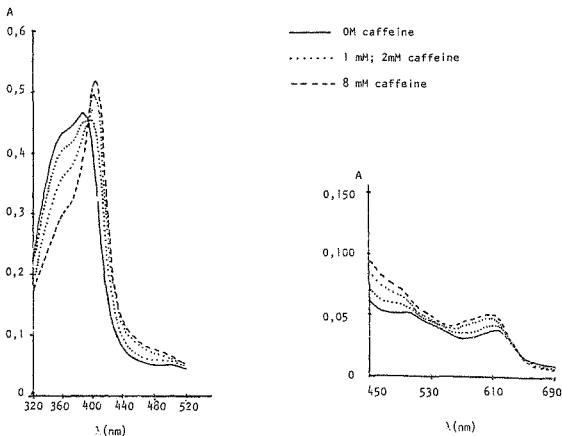 A
0,6
0,5
0,4
0,3
0,2
0,1
0
320 360 400 440 480 520
λ(nm)
0M caffeine
1 mM; 2mM caffeine
8 mM caffeine
A
0,150
0,100
0,05
0
450 530 610 690
λ(nm)